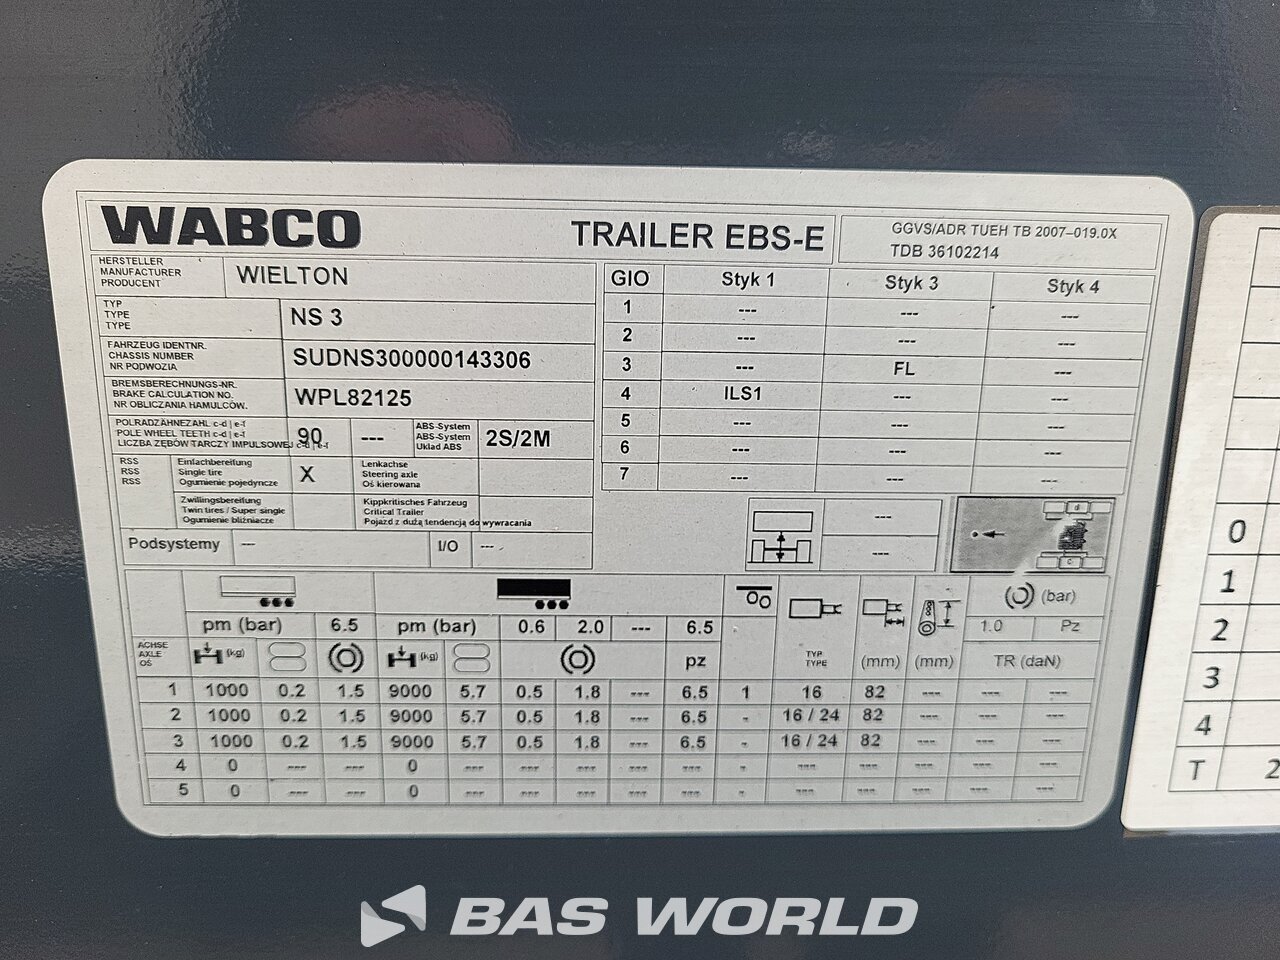 WABCO
TRAILER EBS-E
GGVS/ADR TUEH TB 2007-019.0X
TDB 36102214
HERSTELLER
MANUFACTURER
PRODUCENT
WIELTON
TYP
TYPE
TYPE
NS 3
FAHRZEUG IDENTNR.
CHASSIS NUMBER
NR PODWOZIA
SUDNS300000143306
BREMSBERECHNUNGS-NR.
BRAKE CALCULATION NO.
NR OBLICZANIA HAMULCÓW.
WPL82125
POLRADZÄHNEZAHL c-d | e-f
POLE WHEEL TEETH c-d | e-f
LICZBA ZĘBÓW TARCZY IMPULSOWEJ c-d | e-f
90 ---
ABS-System
ABS-System
Układ ABS
2S/2M
RSS
RSS
RSS
Einfachbereifung
Single tire
Ogumienie pojedyncze
X
Lenkachse
Steering axle
Oś kierowana
Zwillingsbereifung
Twin tires / Super single
Ogumienie bliźniacze
Kippkritisches Fahrzeug
Critical Trailer
Pojazd z dużą tendencją do wywracania
Podsystemy --- I/O ---
GIO Styk 1 Styk 3 Styk 4
1 --- --- ---
2 --- --- ---
3 --- FL ---
4 ILS1 --- ---
5 --- --- ---
6 --- --- ---
7 --- --- ---
---
---
d
c
pm (bar) 6.5 pm (bar) 0.6 2.0 --- 6.5
(bar)
1.0 Pz
ACHSE
AXLE
OŚ
(kg) (kg) pz
TYP
TYPE
(mm) (mm) TR (daN)
1 1000 0.2 1.5 9000 5.7 0.5 1.8 --- 6.5 1 16 82 --- --- ---
2 1000 0.2 1.5 9000 5.7 0.5 1.8 --- 6.5 - 16 / 24 82 --- --- ---
3 1000 0.2 1.5 9000 5.7 0.5 1.8 --- 6.5 - 16 / 24 82 --- --- ---
4 0 --- --- 0 --- --- --- --- --- - --- --- --- --- ---
5 0 --- --- 0 --- --- --- --- --- - --- --- --- --- ---
0
1
2
3
4
T 2
BAS WORLD